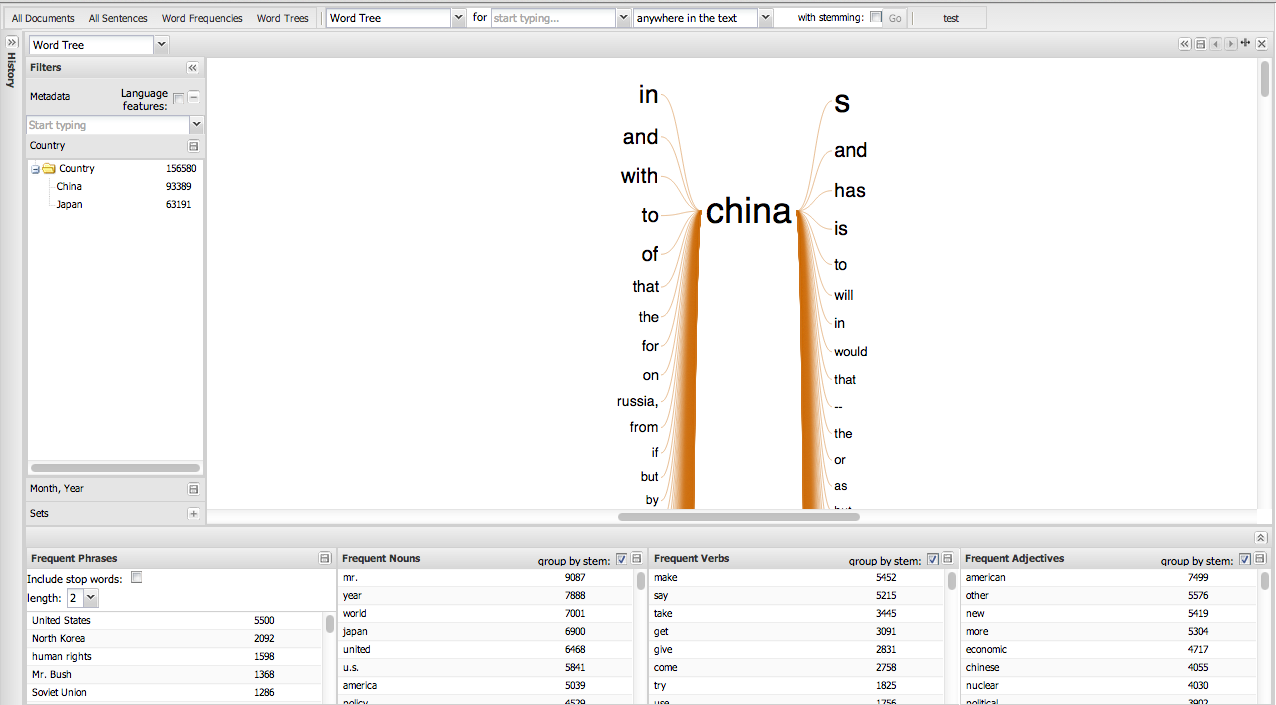 All Documents All Sentences Word Frequencies Word Trees Word Tree for start typing... anywhere in the text with stemming: Go test
History
Word Tree
Filters
Metadata Language features:
Start typing
Country
Country 156580
China 93389
Japan 63191
Month, Year
Sets
in
and
with
to
of
that
the
for
on
russia,
from
if
but
by
china
s
and
has
is
to
will
in
would
that
--
the
or
as
but
Frequent Phrases
Include stop words:
length: 2
United States 5500
North Korea 2092
human rights 1598
Mr. Bush 1368
Soviet Union 1286
Frequent Nouns group by stem:
mr. 9087
year 7888
world 7001
japan 6900
united 6468
u.s. 5841
america 5039
policy 4529
Frequent Verbs group by stem:
make 5452
say 5215
take 3445
get 3091
give 2831
come 2758
try 1825
use 1756
Frequent Adjectives group by stem:
american 7499
other 5576
new 5419
more 5304
economic 4717
chinese 4055
nuclear 4030
political 3902